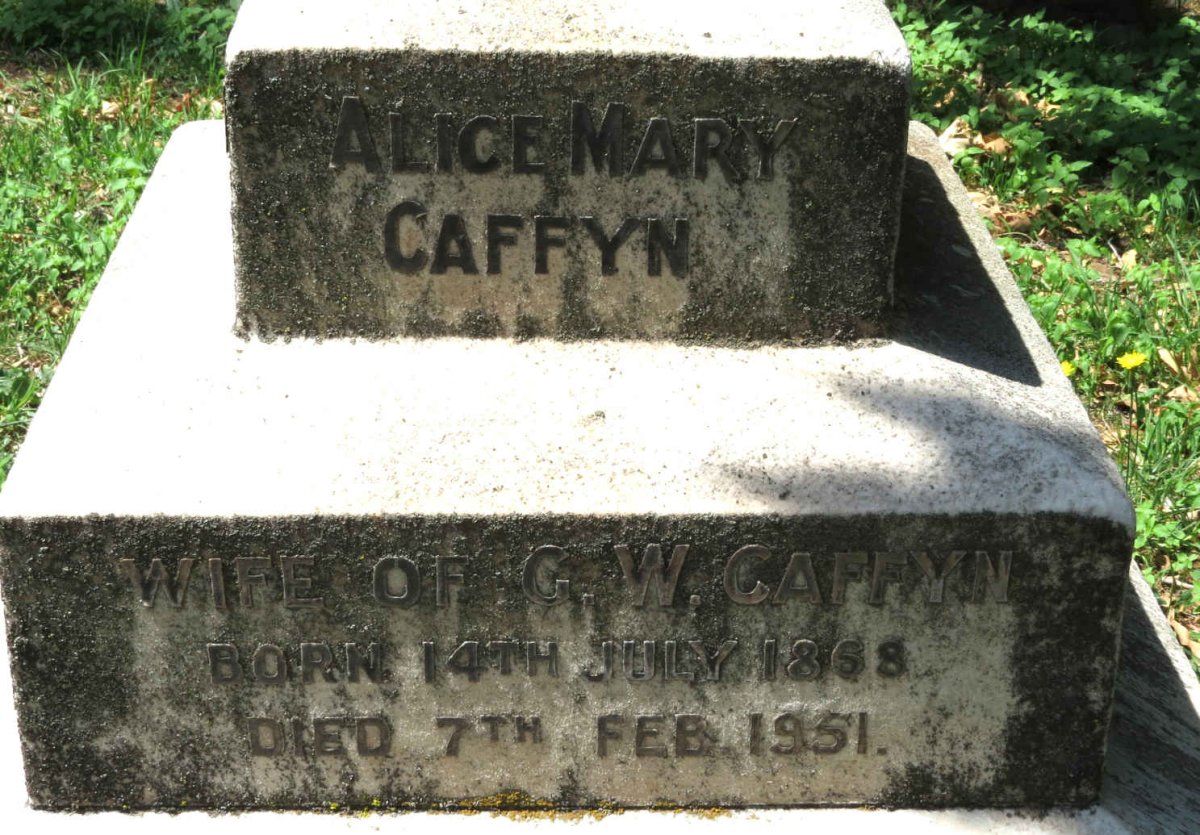 ALICE MARY
CAFFYN
WIFE OF G. W. CAFFYN
BORN 14TH JULY 1868
DIED 7TH FEB. 1951.